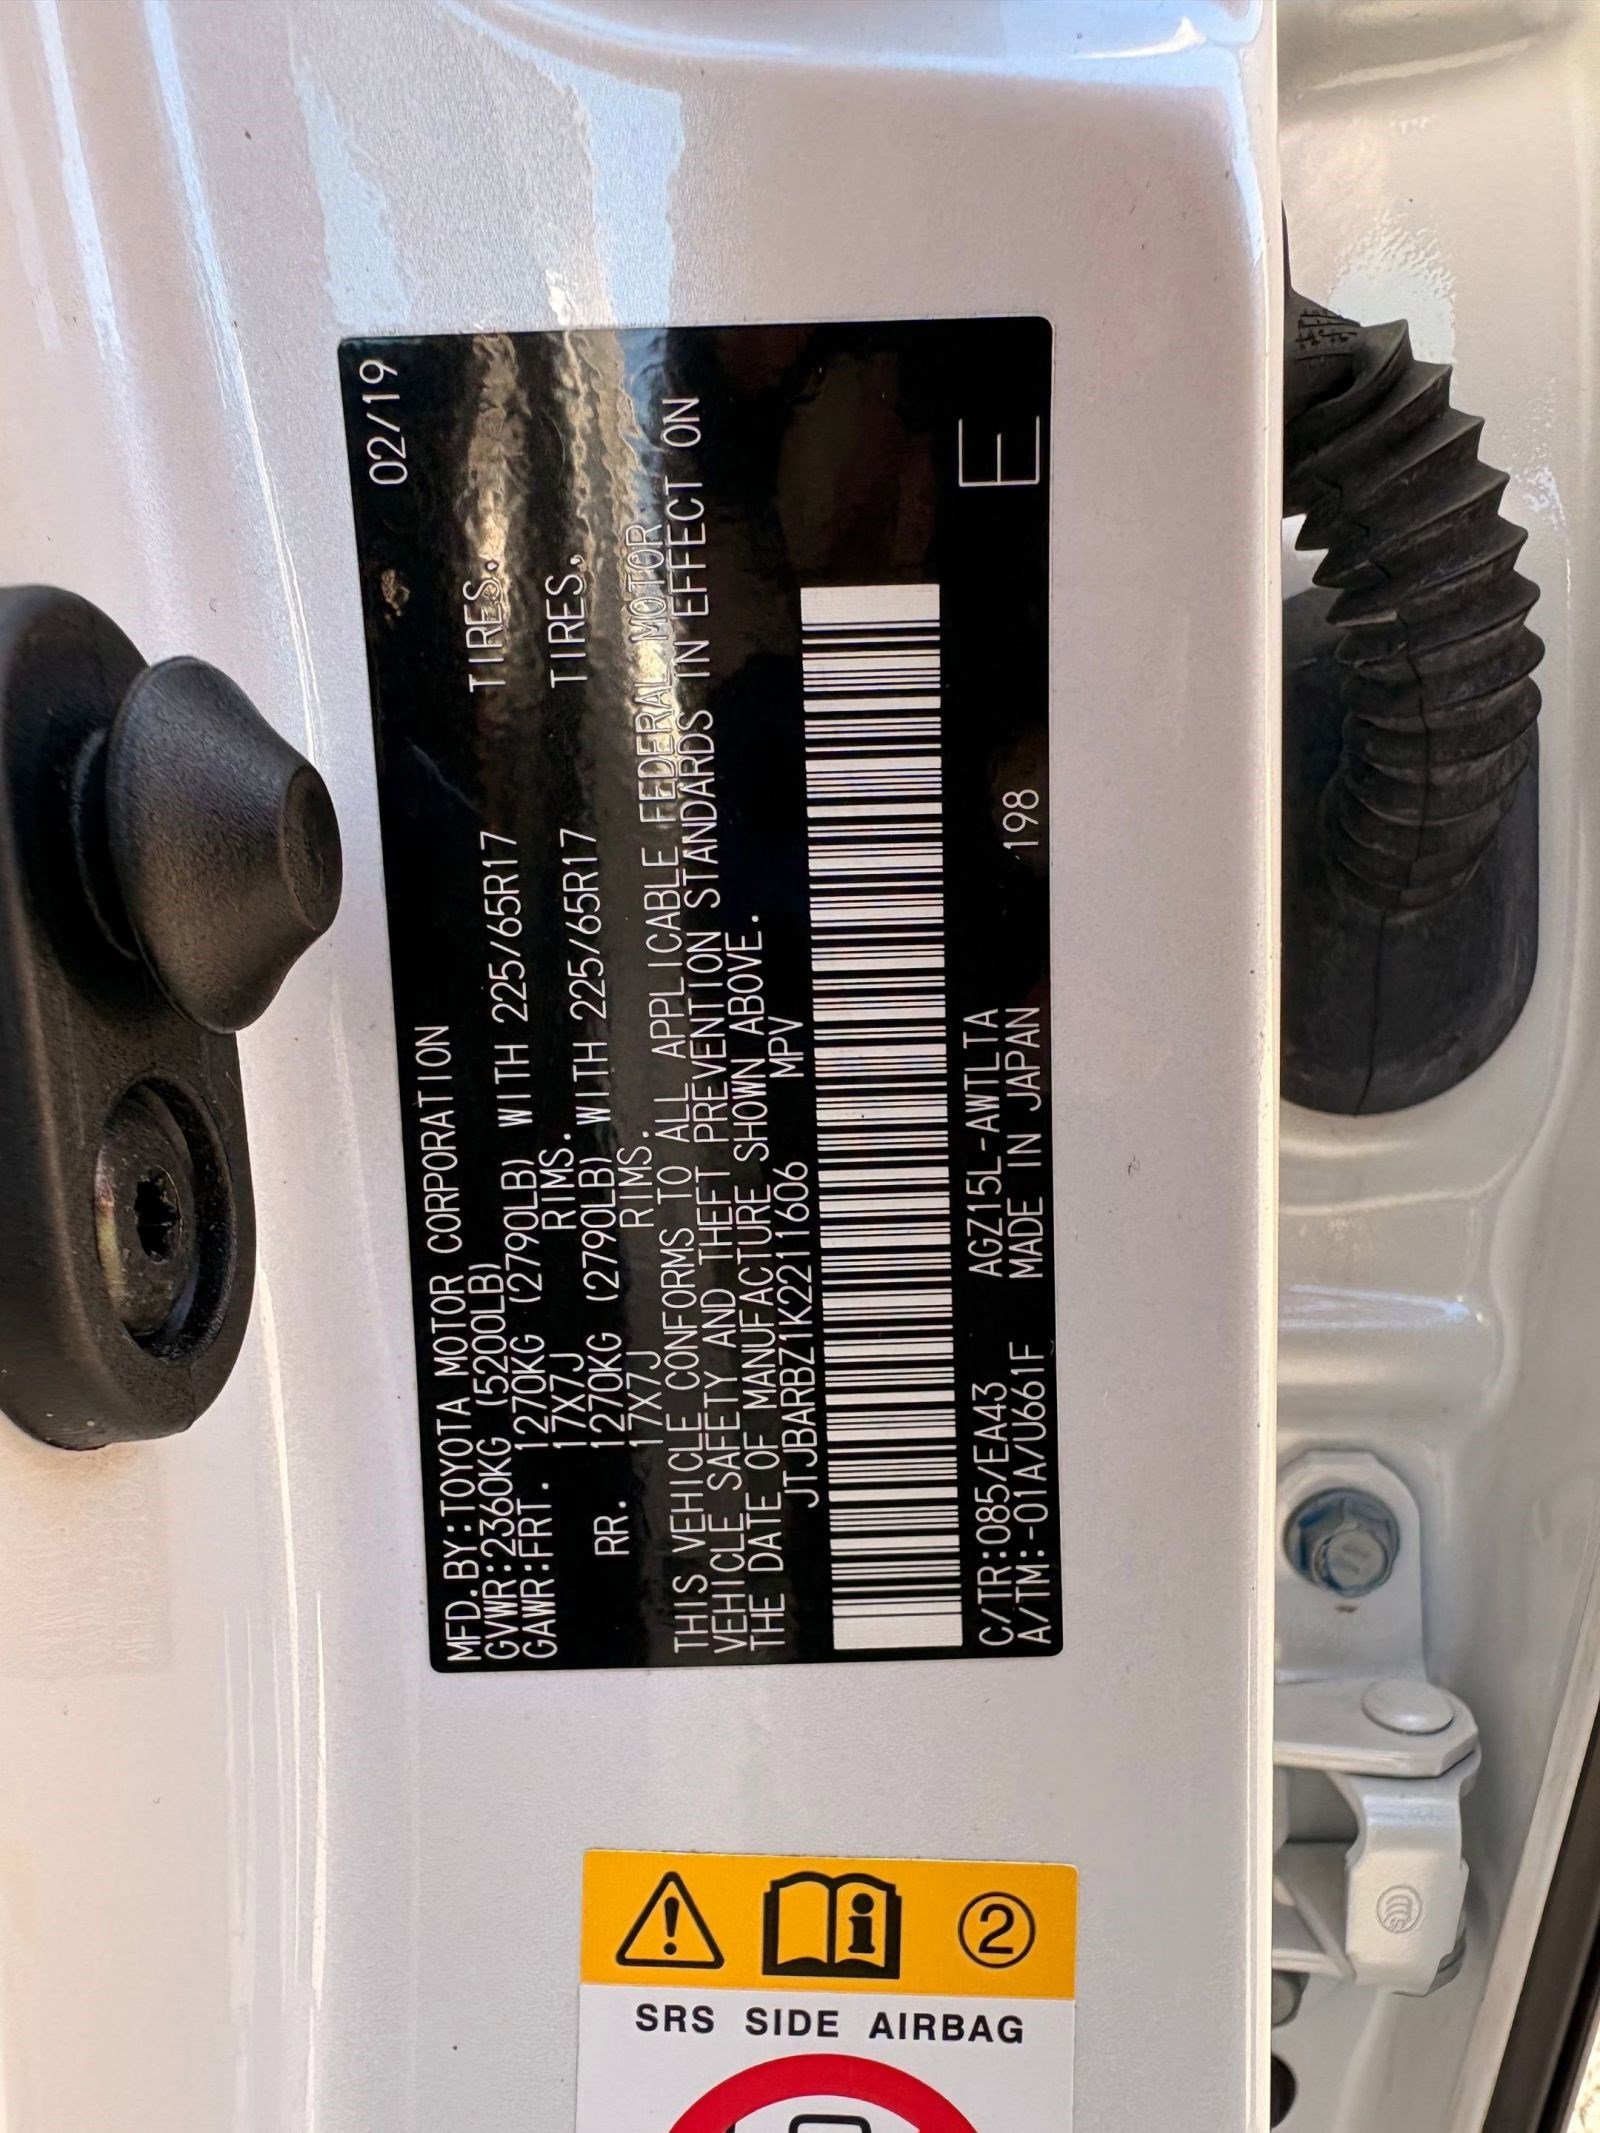 02/19
MFD.BY:TOYOTA MOTOR CORPORATION
GVWR:2360KG (5200LB)
GAWR:FRT. 1270KG (2790LB) WITH 225/65R17 TIRES,
17X7J RIMS.
RR. 1270KG (2790LB) WITH 225/65R17 TIRES,
17X7J RIMS.
THIS VEHICLE CONFORMS TO ALL APPLICABLE FEDERAL MOTOR
VEHICLE SAFETY AND THEFT PREVENTION STANDARDS IN EFFECT ON
THE DATE OF MANUFACTURE SHOWN ABOVE.
JTJBARBZ1K2211606 MPV
C/TR:085/EA43 AGZ15L-AWTLTA
A/TM:-01A/U661F MADE IN JAPAN 198
E
2
SRS SIDE AIRBAG